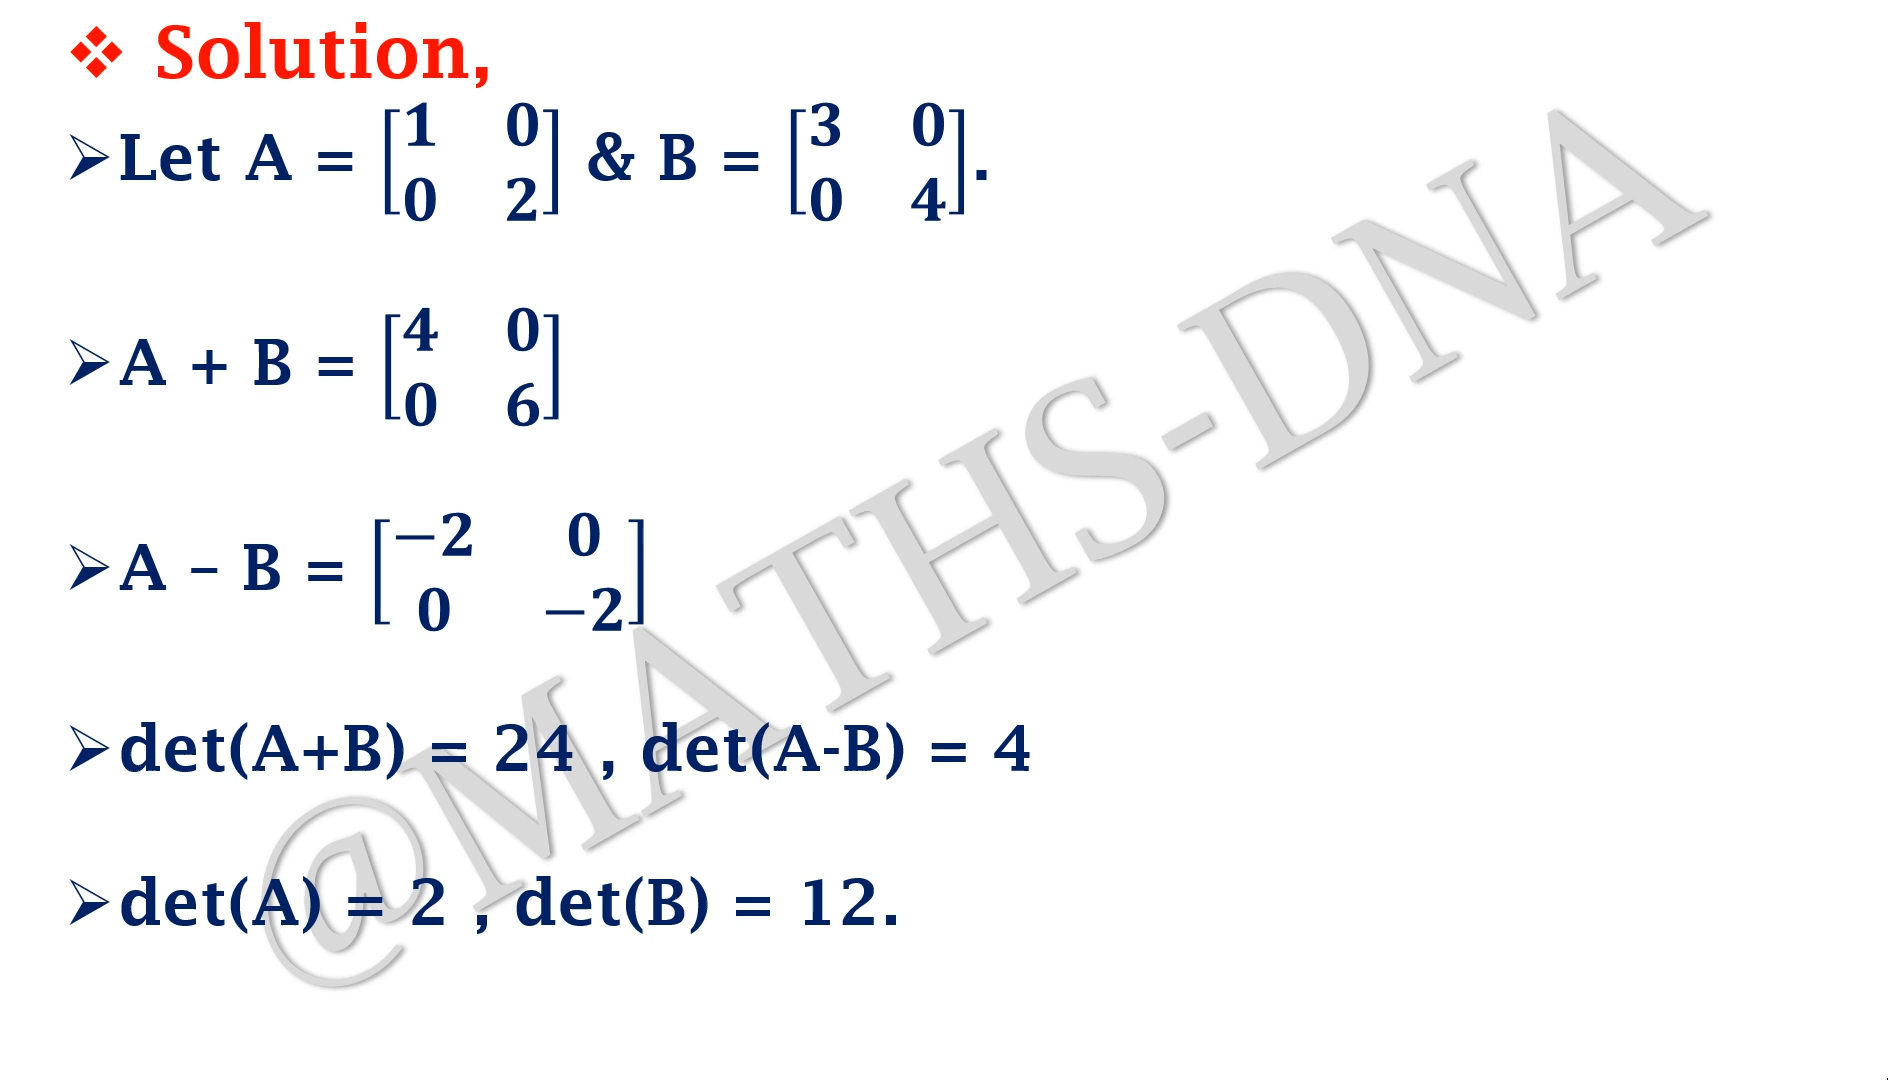 ❖ Solution,
➢Let A = [1 0; 0 2] & B = [3 0; 0 4].
➢A + B = [4 0; 0 6]
➢A – B = [−2 0; 0 −2]
➢det(A+B) = 24 , det(A-B) = 4
➢det(A) = 2 , det(B) = 12.
@MATHS-DNA